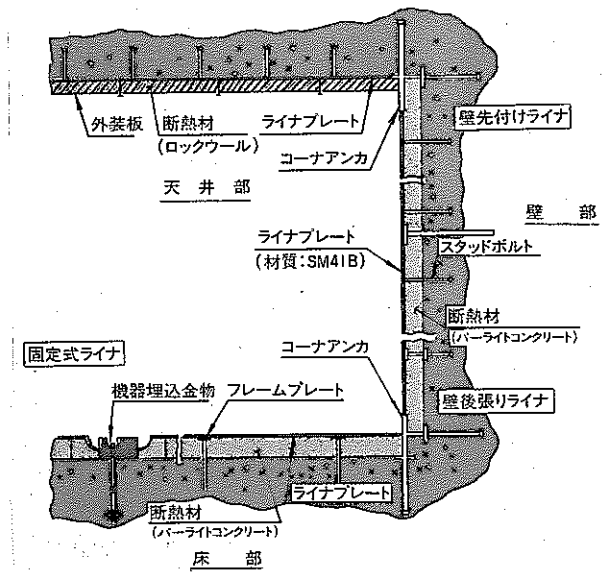 外装板
断熱材
(ロックウール)
ライナプレート
コーナアンカ
壁先付けライナ
天井部
壁部
ライナプレート
(材質:SM41B)
スタッドボルト
断熱材
(パーライトコンクリート)
固定式ライナ
コーナアンカ
機器埋込金物
フレームプレート
壁後張りライナ
ライナプレート
断熱材
(パーライトコンクリート)
床部